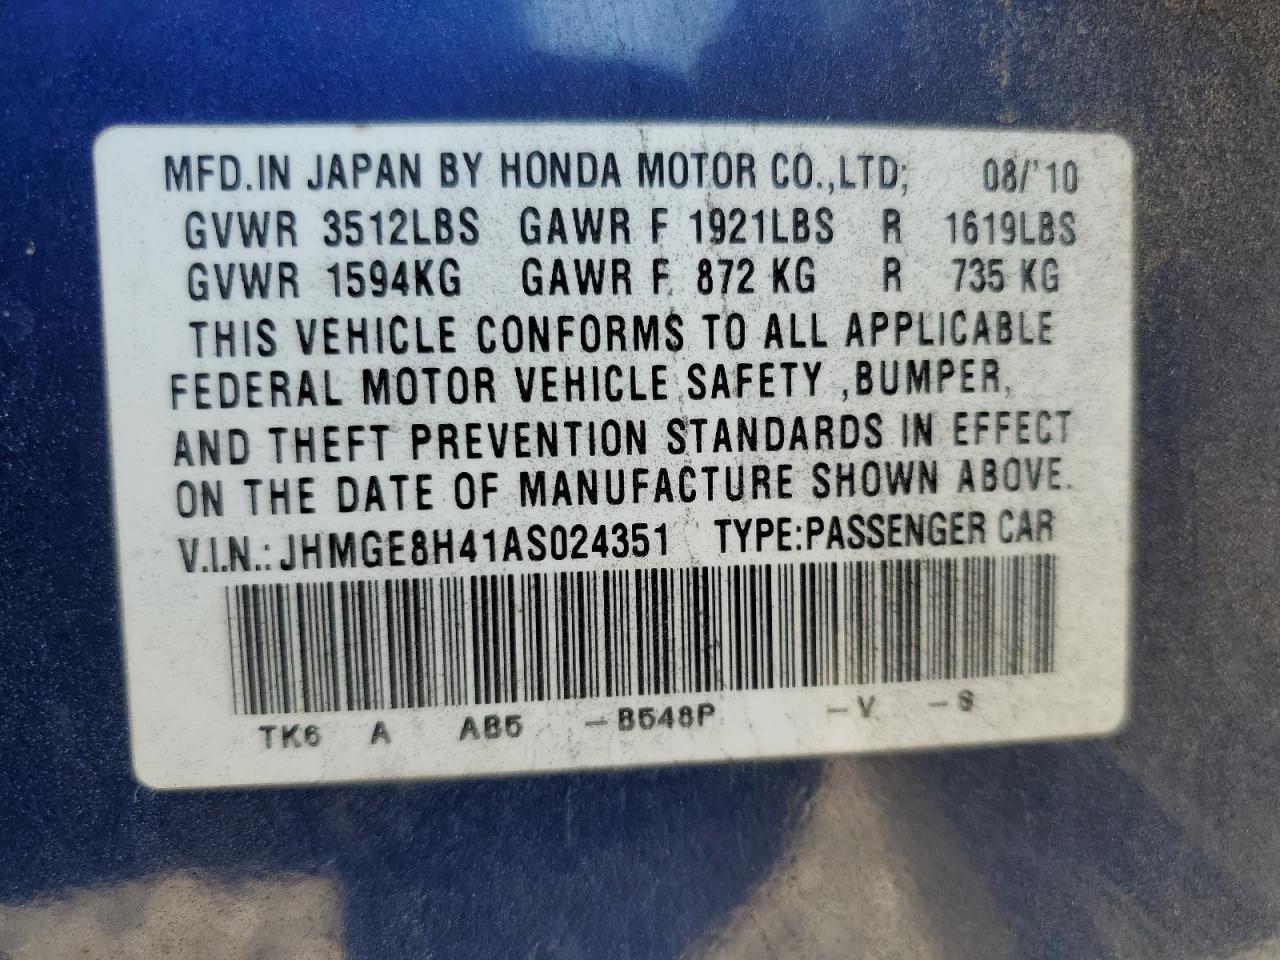 MFD.IN JAPAN BY HONDA MOTOR CO.,LTD; 08/'10
GVWR 3512LBS GAWR F 1921LBS R 1619LBS
GVWR 1594KG GAWR F 872 KG R 735 KG
THIS VEHICLE CONFORMS TO ALL APPLICABLE
FEDERAL MOTOR VEHICLE SAFETY ,BUMPER,
AND THEFT PREVENTION STANDARDS IN EFFECT
ON THE DATE OF MANUFACTURE SHOWN ABOVE.
V.I.N.: JHMGE8H41AS024351 TYPE:PASSENGER CAR
TK6 A AB5 -B548P -V -S